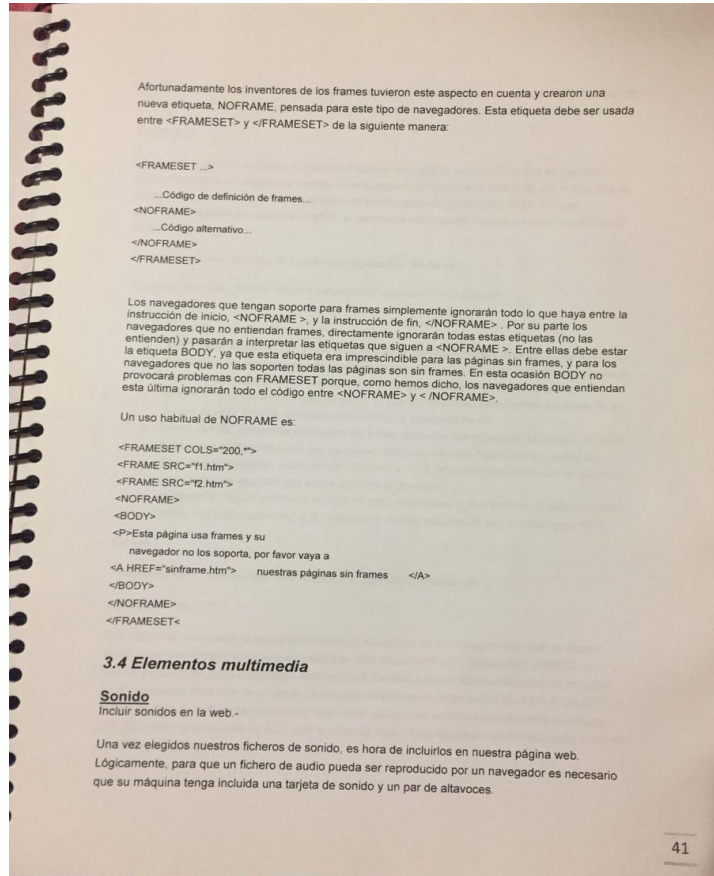 Afortunadamente los inventores de los frames tuvieron este aspecto en cuenta y crearon una
nueva etiqueta, NOFRAME, pensada para este tipo de navegadores. Esta etiqueta debe ser usada
entre <FRAMESET> y </FRAMESET> de la siguiente manera:
<FRAMESET ...>
...Código de definición de frames...
<NOFRAME>
...Código alternativo...
</NOFRAME>
</FRAMESET>
Los navegadores que tengan soporte para frames simplemente ignorarán todo lo que haya entre la
instrucción de inicio, <NOFRAME >, y la instrucción de fin, </NOFRAME> . Por su parte los
navegadores que no entiendan frames, directamente ignorarán todas estas etiquetas (no las
entienden) y pasarán a interpretar las etiquetas que siguen a <NOFRAME >. Entre ellas debe estar
la etiqueta BODY, ya que esta etiqueta era imprescindible para las páginas sin frames, y para los
navegadores que no las soporten todas las páginas son sin frames. En esta ocasión BODY no
provocará problemas con FRAMESET porque, como hemos dicho, los navegadores que entiendan
esta última ignorarán todo el código entre <NOFRAME> y < /NOFRAME>.
Un uso habitual de NOFRAME es:
<FRAMESET COLS="200,*">
<FRAME SRC="f1.htm">
<FRAME SRC="f2.htm">
<NOFRAME>
<BODY>
<P>Esta página usa frames y su
navegador no los soporta, por favor vaya a
<A HREF="sinframe.htm"> nuestras páginas sin frames </A>
</BODY>
</NOFRAME>
</FRAMESET<
3.4 Elementos multimedia
Sonido
Incluir sonidos en la web.-
Una vez elegidos nuestros ficheros de sonido, es hora de incluirlos en nuestra página web.
Lógicamente, para que un fichero de audio pueda ser reproducido por un navegador es necesario
que su máquina tenga incluida una tarjeta de sonido y un par de altavoces.
41